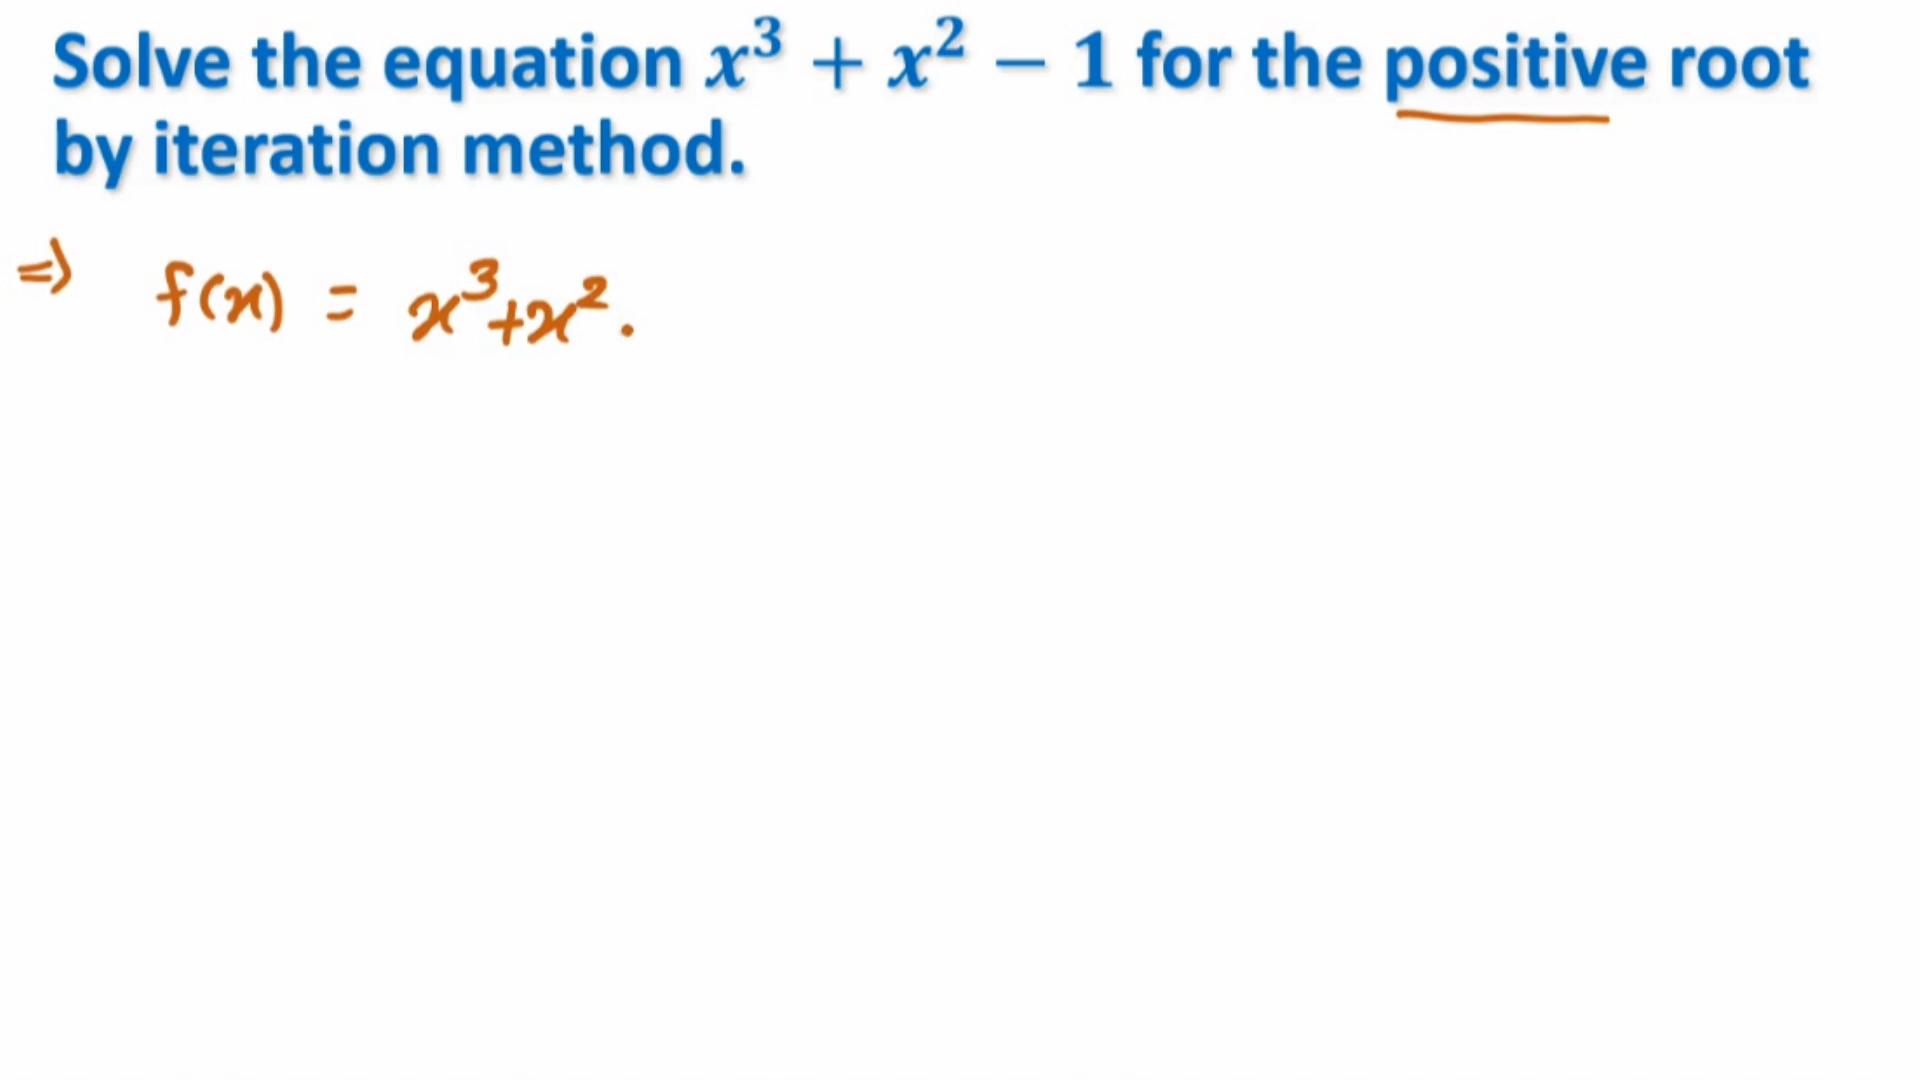 Solve the equation x³ + x² − 1 for the positive root
by iteration method.
⇒ f(x) = x³+x² .